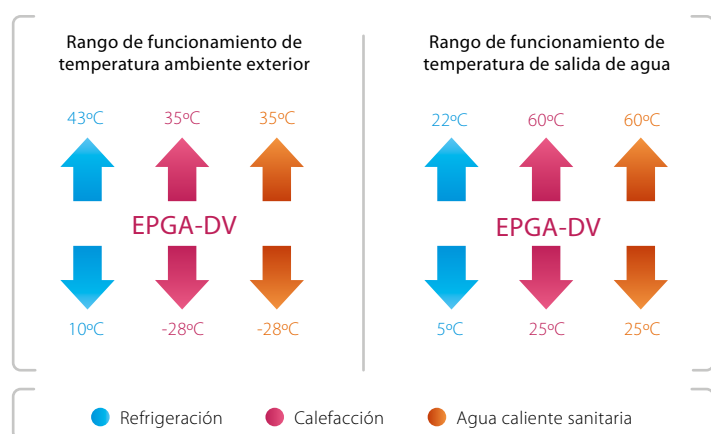 Rango de funcionamiento de
temperatura ambiente exterior
43ºC 35ºC 35ºC
EPGA-DV
10ºC -28ºC -28ºC
Rango de funcionamiento de
temperatura de salida de agua
22ºC 60ºC 60ºC
EPGA-DV
5ºC 25ºC 25ºC
Refrigeración Calefacción Agua caliente sanitaria